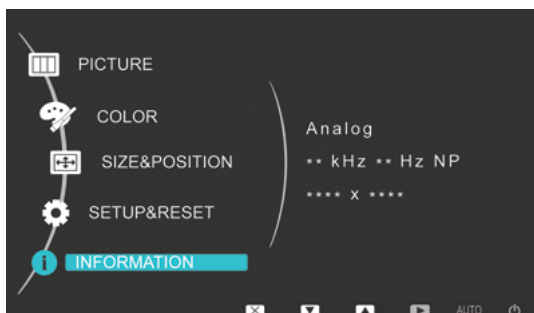 PICTURE
COLOR
SIZE&POSITION
SETUP&RESET
i INFORMATION
Analog
** kHz ** Hz NP
**** x ****
AUTO